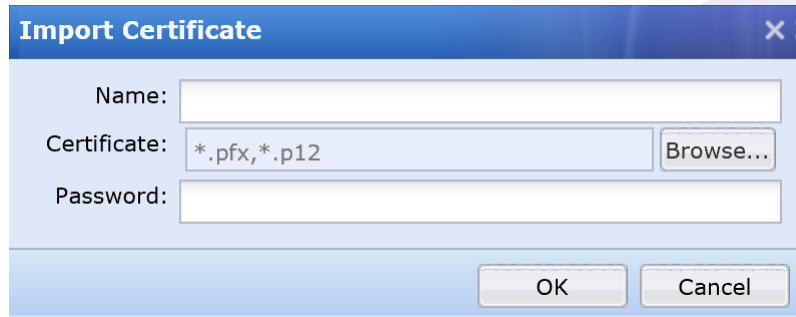 Import Certificate
Name:
Certificate: *.pfx,*.p12 Browse...
Password:
OK Cancel